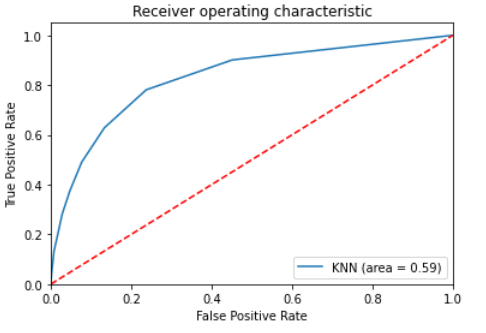 Receiver operating characteristic
True Positive Rate
1.0
0.8
0.6
0.4
0.2
0.0
KNN (area = 0.59)
0.0 0.2 0.4 0.6 0.8 1.0
False Positive Rate